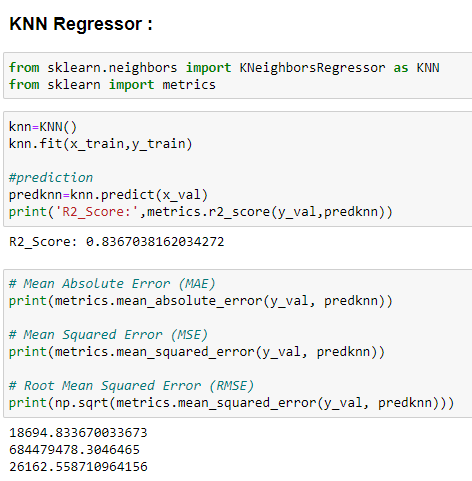 KNN Regressor :
from sklearn.neighbors import KNeighborsRegressor as KNN
from sklearn import metrics
knn=KNN()
knn.fit(x_train,y_train)
#prediction
predknn=knn.predict(x_val)
print('R2_Score:',metrics.r2_score(y_val,predknn))
R2_Score: 0.8367038162034272
# Mean Absolute Error (MAE)
print(metrics.mean_absolute_error(y_val, predknn))
# Mean Squared Error (MSE)
print(metrics.mean_squared_error(y_val, predknn))
# Root Mean Squared Error (RMSE)
print(np.sqrt(metrics.mean_squared_error(y_val, predknn)))
18694.833670033673
684479478.3046465
26162.558710964156